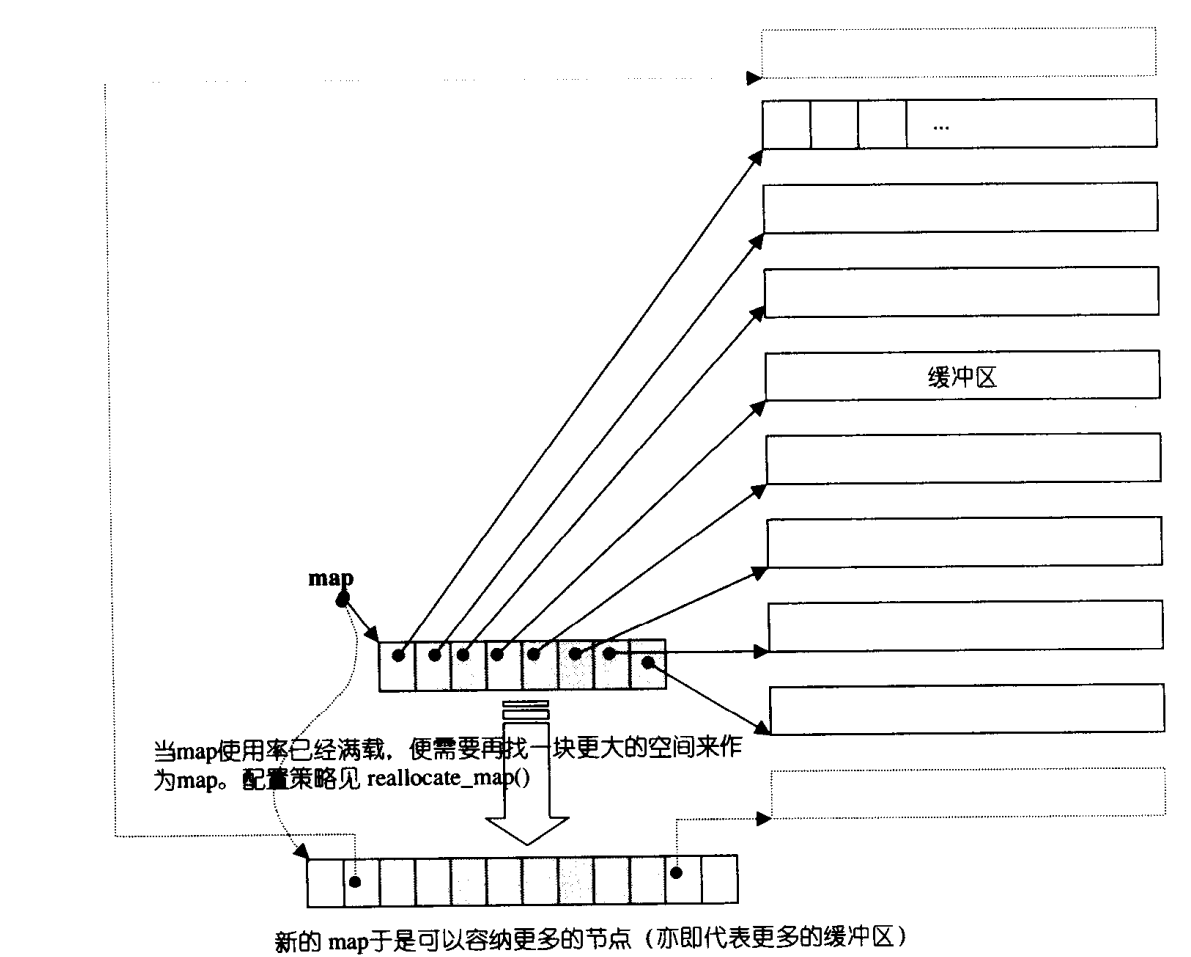 ...
缓冲区
map
当map使用率已经满载，便需要再找一块更大的空间来作
为map。配置策略见 reallocate_map()
新的 map于是可以容纳更多的节点（亦即代表更多的缓冲区）